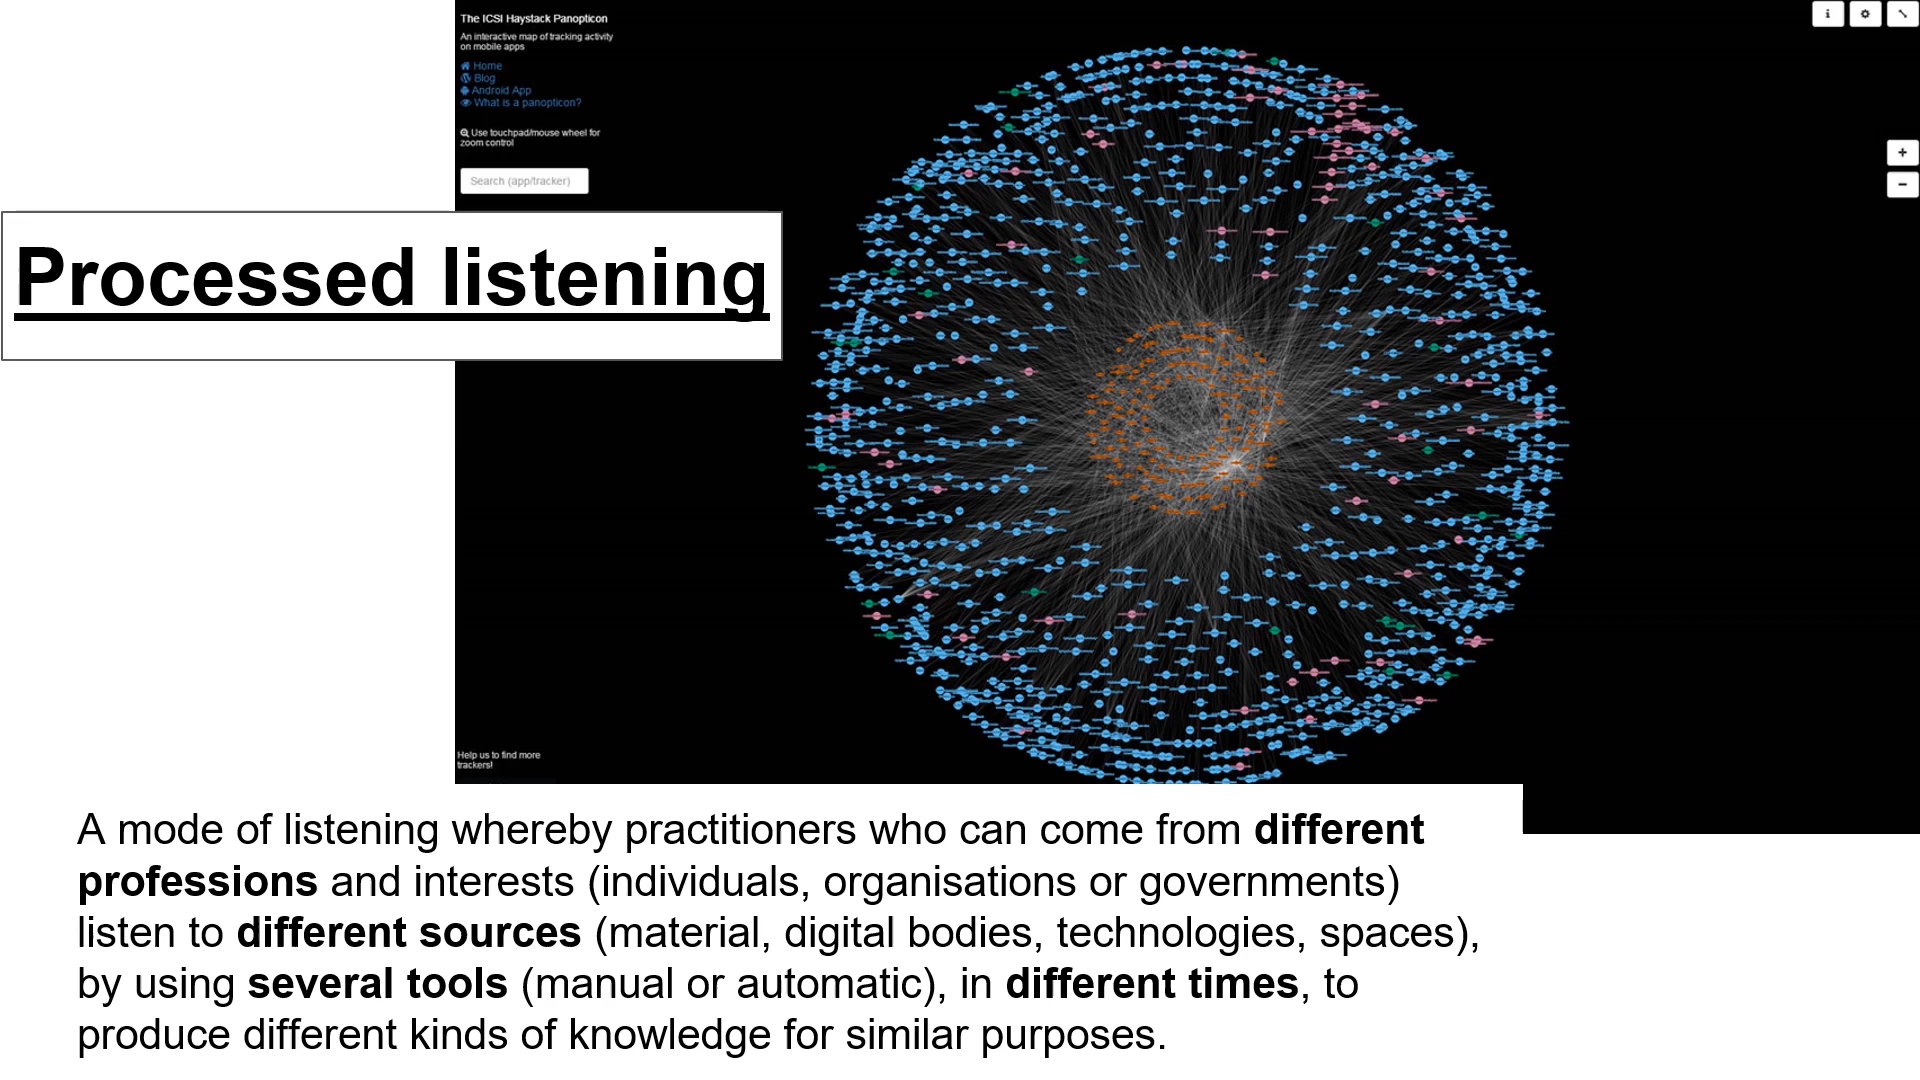 The ICSI Haystack Panopticon
An interactive map of tracking activity
on mobile apps
Home
Blog
Android App
What is a panopticon?
Use touchpad/mouse wheel for
zoom control
Search (app/tracker)
Processed listening
Help us to find more
trackers!
A mode of listening whereby practitioners who can come from different
professions and interests (individuals, organisations or governments)
listen to different sources (material, digital bodies, technologies, spaces),
by using several tools (manual or automatic), in different times, to
produce different kinds of knowledge for similar purposes.